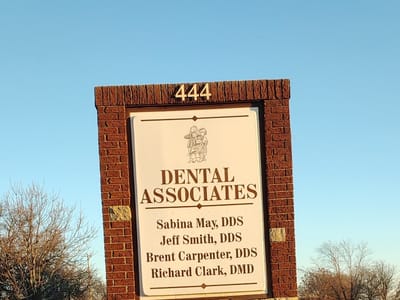 444
DENTAL
ASSOCIATES
Sabina May, DDS
Jeff Smith, DDS
Brent Carpenter, DDS
Richard Clark, DMD